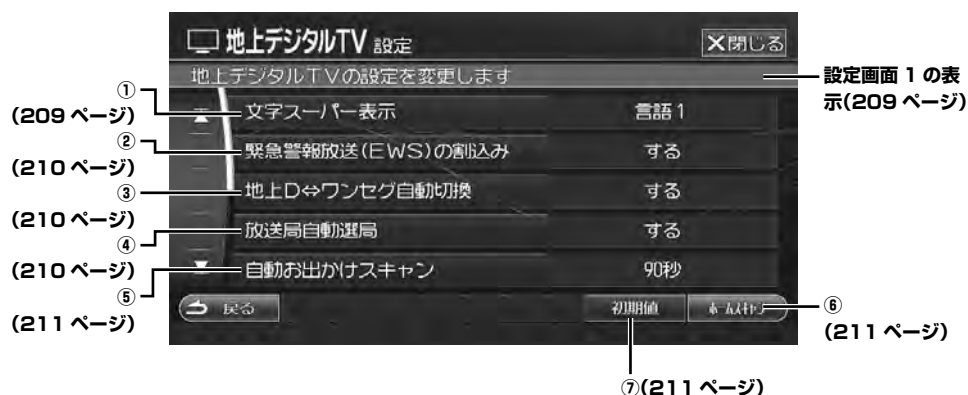 地上デジタルTV 設定
×閉じる
地上デジタルTVの設定を変更します
設定画面 1 の表
示(209 ページ)
①
(209 ページ)
文字スーパー表示 言語1
②
(210 ページ)
緊急警報放送(EWS)の割込み する
③
(210 ページ)
地上D⇔ワンセグ自動切換 する
④
(210 ページ)
放送局自動選局 する
⑤
(211 ページ)
自動お出かけスキャン 90秒
戻る
初期値
ホームスキャン
⑥
(211 ページ)
⑦(211 ページ)